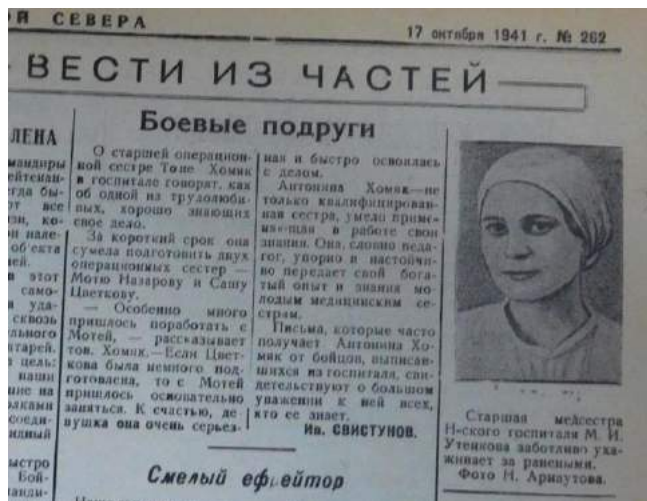 ОЙ СЕВЕРА
17 октября 1941 г. № 262
ВЕСТИ ИЗ ЧАСТЕЙ
ЛЕНА
Боевые подруги
О старшей операцион-
ной сестре Тоне Хомяк
в госпитале говорят, как
об одной из трудолюби-
вых, хорошо знающих
свое дело.
За короткий срок она
сумела подготовить двух
операционных сестер —
Мотю Назарову и Сашу
Цветкову.
— Особенно много
пришлось поработать с
Мотей, — рассказывает
тов. Хомяк.—Если Цвет-
кова была немного под-
готовлена, то с Мотей
пришлось основательно
заняться. К счастью, де-
вушка она очень серьез-
ная и быстро освоилась
с делом.
Антонина Хомяк—не
только квалифицирован-
ная сестра, умело приме-
няющая в работе свои
знания. Она, словно педа-
гог, упорно и настойчи-
во передает свой бога-
тый опыт и знания мо-
лодым медицинским се-
страм.
Письма, которые часто
получает Антонина Хо-
мяк от бойцов, выписав-
шихся из госпиталя, сви-
детельствуют о большом
уважении к ней всех,
кто ее знает.
Ив. СВИСТУНОВ.
Старшая медсестра
Н-ского госпиталя М. И.
Утенкова заботливо уха-
живает за ранеными.
Фото Н. Арнаутова.
Смелый ефрейтор